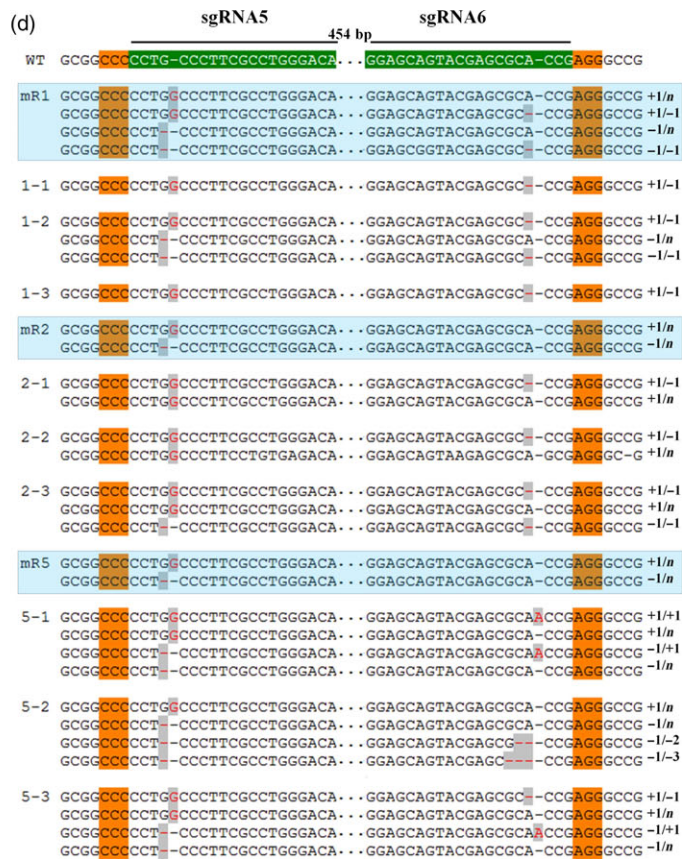 (d)
sgRNA5 sgRNA6
454 bp
WT GCGGCCCCCTG-CCCTTCGCCTGGGACA...GGAGCAGTACGAGCGCA-CCGAGGGCCG
mR1 GCGGCCCCCTGGCCCTTCGCCTGGGACA...GGAGCAGTACGAGCGCA-CCGAGGGCCG +1/n
GCGGCCCCCTGGCCCTTCGCCTGGGACA...GGAGCAGTACGAGCGC--CCGAGGGCCG +1/-1
GCGGCCCCCT--CCCTTCGCCTGGGACA...GGAGCAGTACGAGCGCA-CCGAGGGCCG -1/n
GCGGCCCCCT--CCCTTCGCCTGGGACA...GGAGCGGTACGAGCGC--CCGAGGGCCG -1/-1
1-1 GCGGCCCCCTGGCCCTTCGCCTGGGACA...GGAGCAGTACGAGCGC--CCGAGGGCCG +1/-1
1-2 GCGGCCCCCTGGCCCTTCGCCTGGGACA...GGAGCAGTACGAGCGC--CCGAGGGCCG +1/-1
GCGGCCCCCT--CCCTTCGCCTGGGACA...GGAGCAGTACGAGCGCA-CCGAGGGCCG -1/n
GCGGCCCCCT--CCCTTCGCCTGGGACA...GGAGCAGTACGAGCGC--CCGAGGGCCG -1/-1
1-3 GCGGCCCCCTGGCCCTTCGCCTGGGACA...GGAGCAGTACGAGCGC--CCGAGGGCCG +1/-1
mR2 GCGGCCCCCTGGCCCTTCGCCTGGGACA...GGAGCAGTACGAGCGCA-CCGAGGGCCG +1/n
GCGGCCCCCT--CCCTTCGCCTGGGACA...GGAGCAGTACGAGCGCA-CCGAGGGCCG -1/n
2-1 GCGGCCCCCTGGCCCTTCGCCTGGGACA...GGAGCAGTACGAGCGC--CCGAGGGCCG +1/-1
GCGGCCCCCTGGCCCTTCGCCTGGGACA...GGAGCAGTACGAGCGCA-CCGAGGGCCG +1/n
2-2 GCGGCCCCCTGGCCCTTCGCCTGGGACA...GGAGCAGTACGAGCGC--CCGAGGGCCG +1/-1
GCGGCCCCCTGGCCCTTCCTGTGAGACA...GGAGCAGTAAGAGCGCA-GCGAGGGC-G +1/n
2-3 GCGGCCCCCTGGCCCTTCGCCTGGGACA...GGAGCAGTACGAGCGC--CCGAGGGCCG +1/-1
GCGGCCCCCTGGCCCTTCGCCTGGGACA...GGAGCAGTACGAGCGCA-CCGAGGGCCG +1/n
GCGGCCCCCT--CCCTTCGCCTGGGACA...GGAGCAGTACGAGCGC--CCGAGGGCCG -1/-1
mR5 GCGGCCCCCTGGCCCTTCGCCTGGGACA...GGAGCAGTACGAGCGCA-CCGAGGGCCG +1/n
GCGGCCCCCT--CCCTTCGCCTGGGACA...GGAGCAGTACGAGCGCA-CCGAGGGCCG -1/n
5-1 GCGGCCCCCTGGCCCTTCGCCTGGGACA...GGAGCAGTACGAGCGCAACCGAGGGCCG +1/+1
GCGGCCCCCTGGCCCTTCGCCTGGGACA...GGAGCAGTACGAGCGCA-CCGAGGGCCG +1/n
GCGGCCCCCT--CCCTTCGCCTGGGACA...GGAGCAGTACGAGCGCAACCGAGGGCCG -1/+1
GCGGCCCCCT--CCCTTCGCCTGGGACA...GGAGCAGTACGAGCGCA-CCGAGGGCCG -1/n
5-2 GCGGCCCCCTGGCCCTTCGCCTGGGACA...GGAGCAGTACGAGCGCA-CCGAGGGCCG +1/n
GCGGCCCCCT--CCCTTCGCCTGGGACA...GGAGCAGTACGAGCGCA-CCGAGGGCCG -1/n
GCGGCCCCCT--CCCTTCGCCTGGGACA...GGAGCAGTACGAGCG---CCGAGGGCCG -1/-2
GCGGCCCCCT--CCCTTCGCCTGGGACA...GGAGCAGTACGAGC----CCGAGGGCCG -1/-3
5-3 GCGGCCCCCTGGCCCTTCGCCTGGGACA...GGAGCAGTACGAGCGC--CCGAGGGCCG +1/-1
GCGGCCCCCTGGCCCTTCGCCTGGGACA...GGAGCAGTACGAGCGCA-CCGAGGGCCG +1/n
GCGGCCCCCT--CCCTTCGCCTGGGACA...GGAGCAGTACGAGCGCAACCGAGGGCCG -1/+1
GCGGCCCCCT--CCCTTCGCCTGGGACA...GGAGCAGTACGAGCGCA-CCGAGGGCCG -1/n